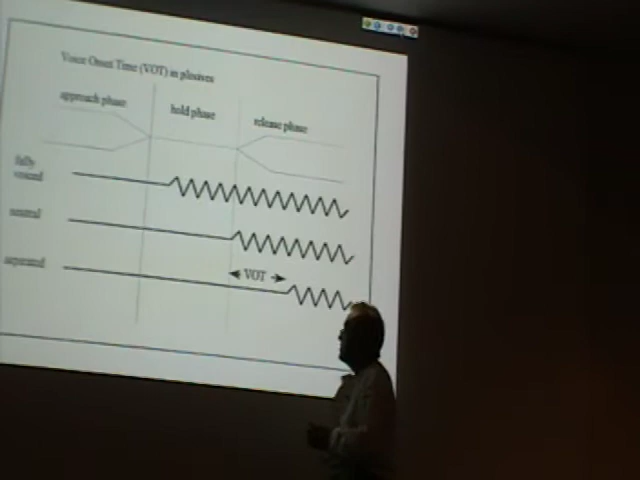 Voice Onset Time (VOT) in plosives
approach phase
hold phase
release phase
fully
voiced
neutral
VOT
aspirated